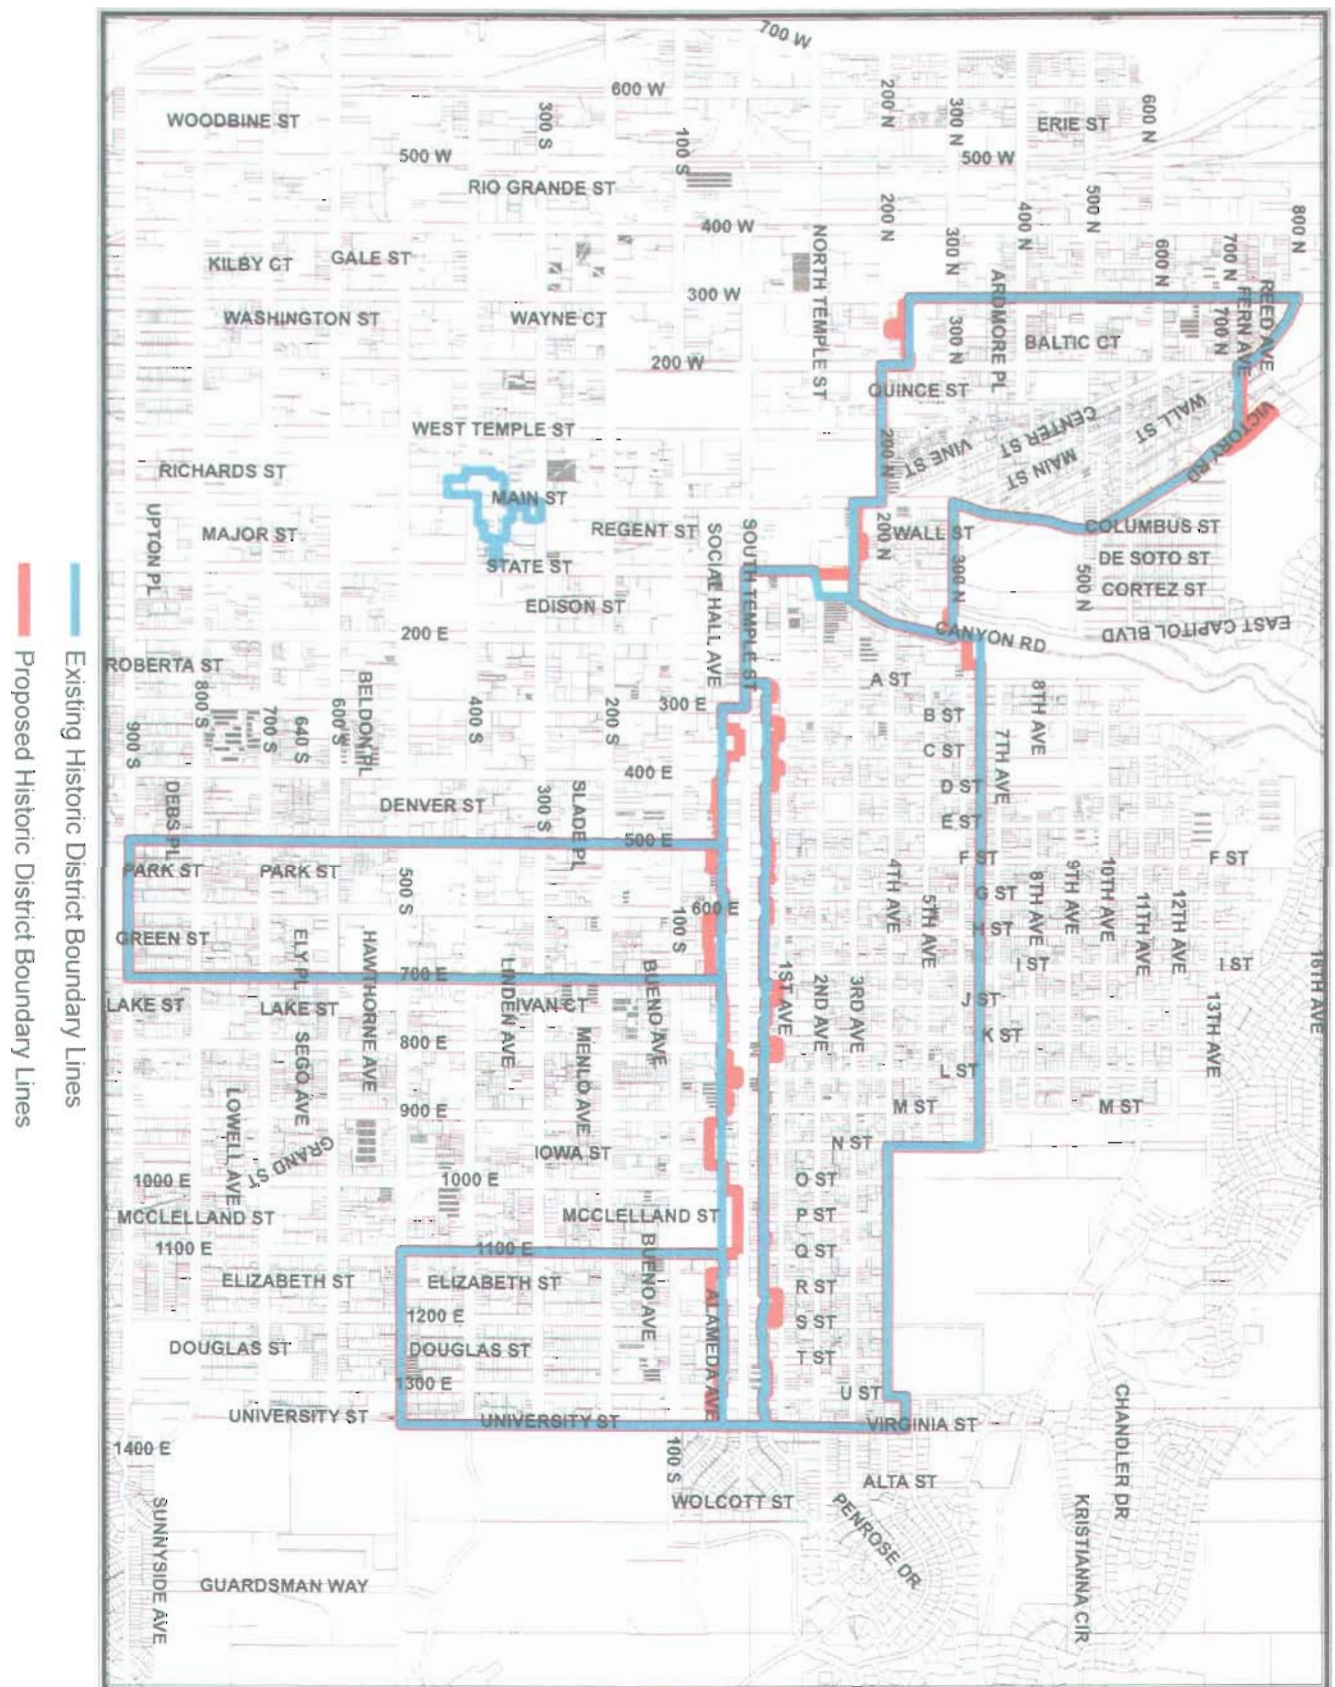 700 W
600 W
WOODBINE ST
300 S
100 S
200 N
300 N
ERIE ST
600 N
500 W
500 W
RIO GRANDE ST
400 W
200 N
300 N
400 N
500 N
600 N
700 N
800 N
NORTH TEMPLE ST
KILBY CT
GALE ST
300 W
ARDMORE PL
REED AVE
FERN AVE
700 N
WASHINGTON ST
WAYNE CT
300 N
BALTIC CT
200 W
QUINCE ST
WEST TEMPLE ST
200 N
VINE ST
CENTER ST
WALL ST
VICTORY RD
RICHARDS ST
MAIN ST
MAIN ST
UPTON PL
MAJOR ST
REGENT ST
SOCIAL HALL AVE
SOUTH TEMPLE ST
200 N
WALL ST
COLUMBUS ST
STATE ST
300 N
500 N
DE SOTO ST
EDISON ST
CORTEZ ST
200 E
CANYON RD
EAST CAPITOL BLVD
ROBERTA ST
A ST
800 S
900 S
700 S
640 S
600 S
BELDON PL
400 S
200 S
300 E
B ST
8TH AVE
C ST
7TH AVE
400 E
D ST
DEBS PL
DENVER ST
300 S
SLADE PL
E ST
500 E
F ST
F ST
PARK ST
PARK ST
500 S
4TH AVE
5TH AVE
G ST
8TH AVE
9TH AVE
10TH AVE
11TH AVE
12TH AVE
600 E
100 S
GREEN ST
ELY PL
HAWTHORNE AVE
H ST
I ST
I ST
16TH AVE
700 E
LINDEN AVE
BUENO AVE
1ST AVE
2ND AVE
3RD AVE
LAKE ST
LAKE ST
IVAN CT
J ST
13TH AVE
SEGO AVE
800 E
MENLO AVE
K ST
L ST
LOWELL AVE
900 E
M ST
M ST
GRAND ST
IOWA ST
N ST
1000 E
1000 E
O ST
MCCLELLAND ST
MCCLELLAND ST
P ST
1100 E
1100 E
BUENO AVE
Q ST
ELIZABETH ST
ELIZABETH ST
ALAMEDA AVE
R ST
1200 E
S ST
DOUGLAS ST
DOUGLAS ST
T ST
1300 E
U ST
CHANDLER DR
UNIVERSITY ST
UNIVERSITY ST
VIRGINIA ST
1400 E
100 S
ALTA ST
WOLCOTT ST
PENROSE DR
KRISTIANNA CIR
SUNNYSIDE AVE
GUARDSMAN WAY
Existing Historic District Boundary Lines
Proposed Historic District Boundary Lines